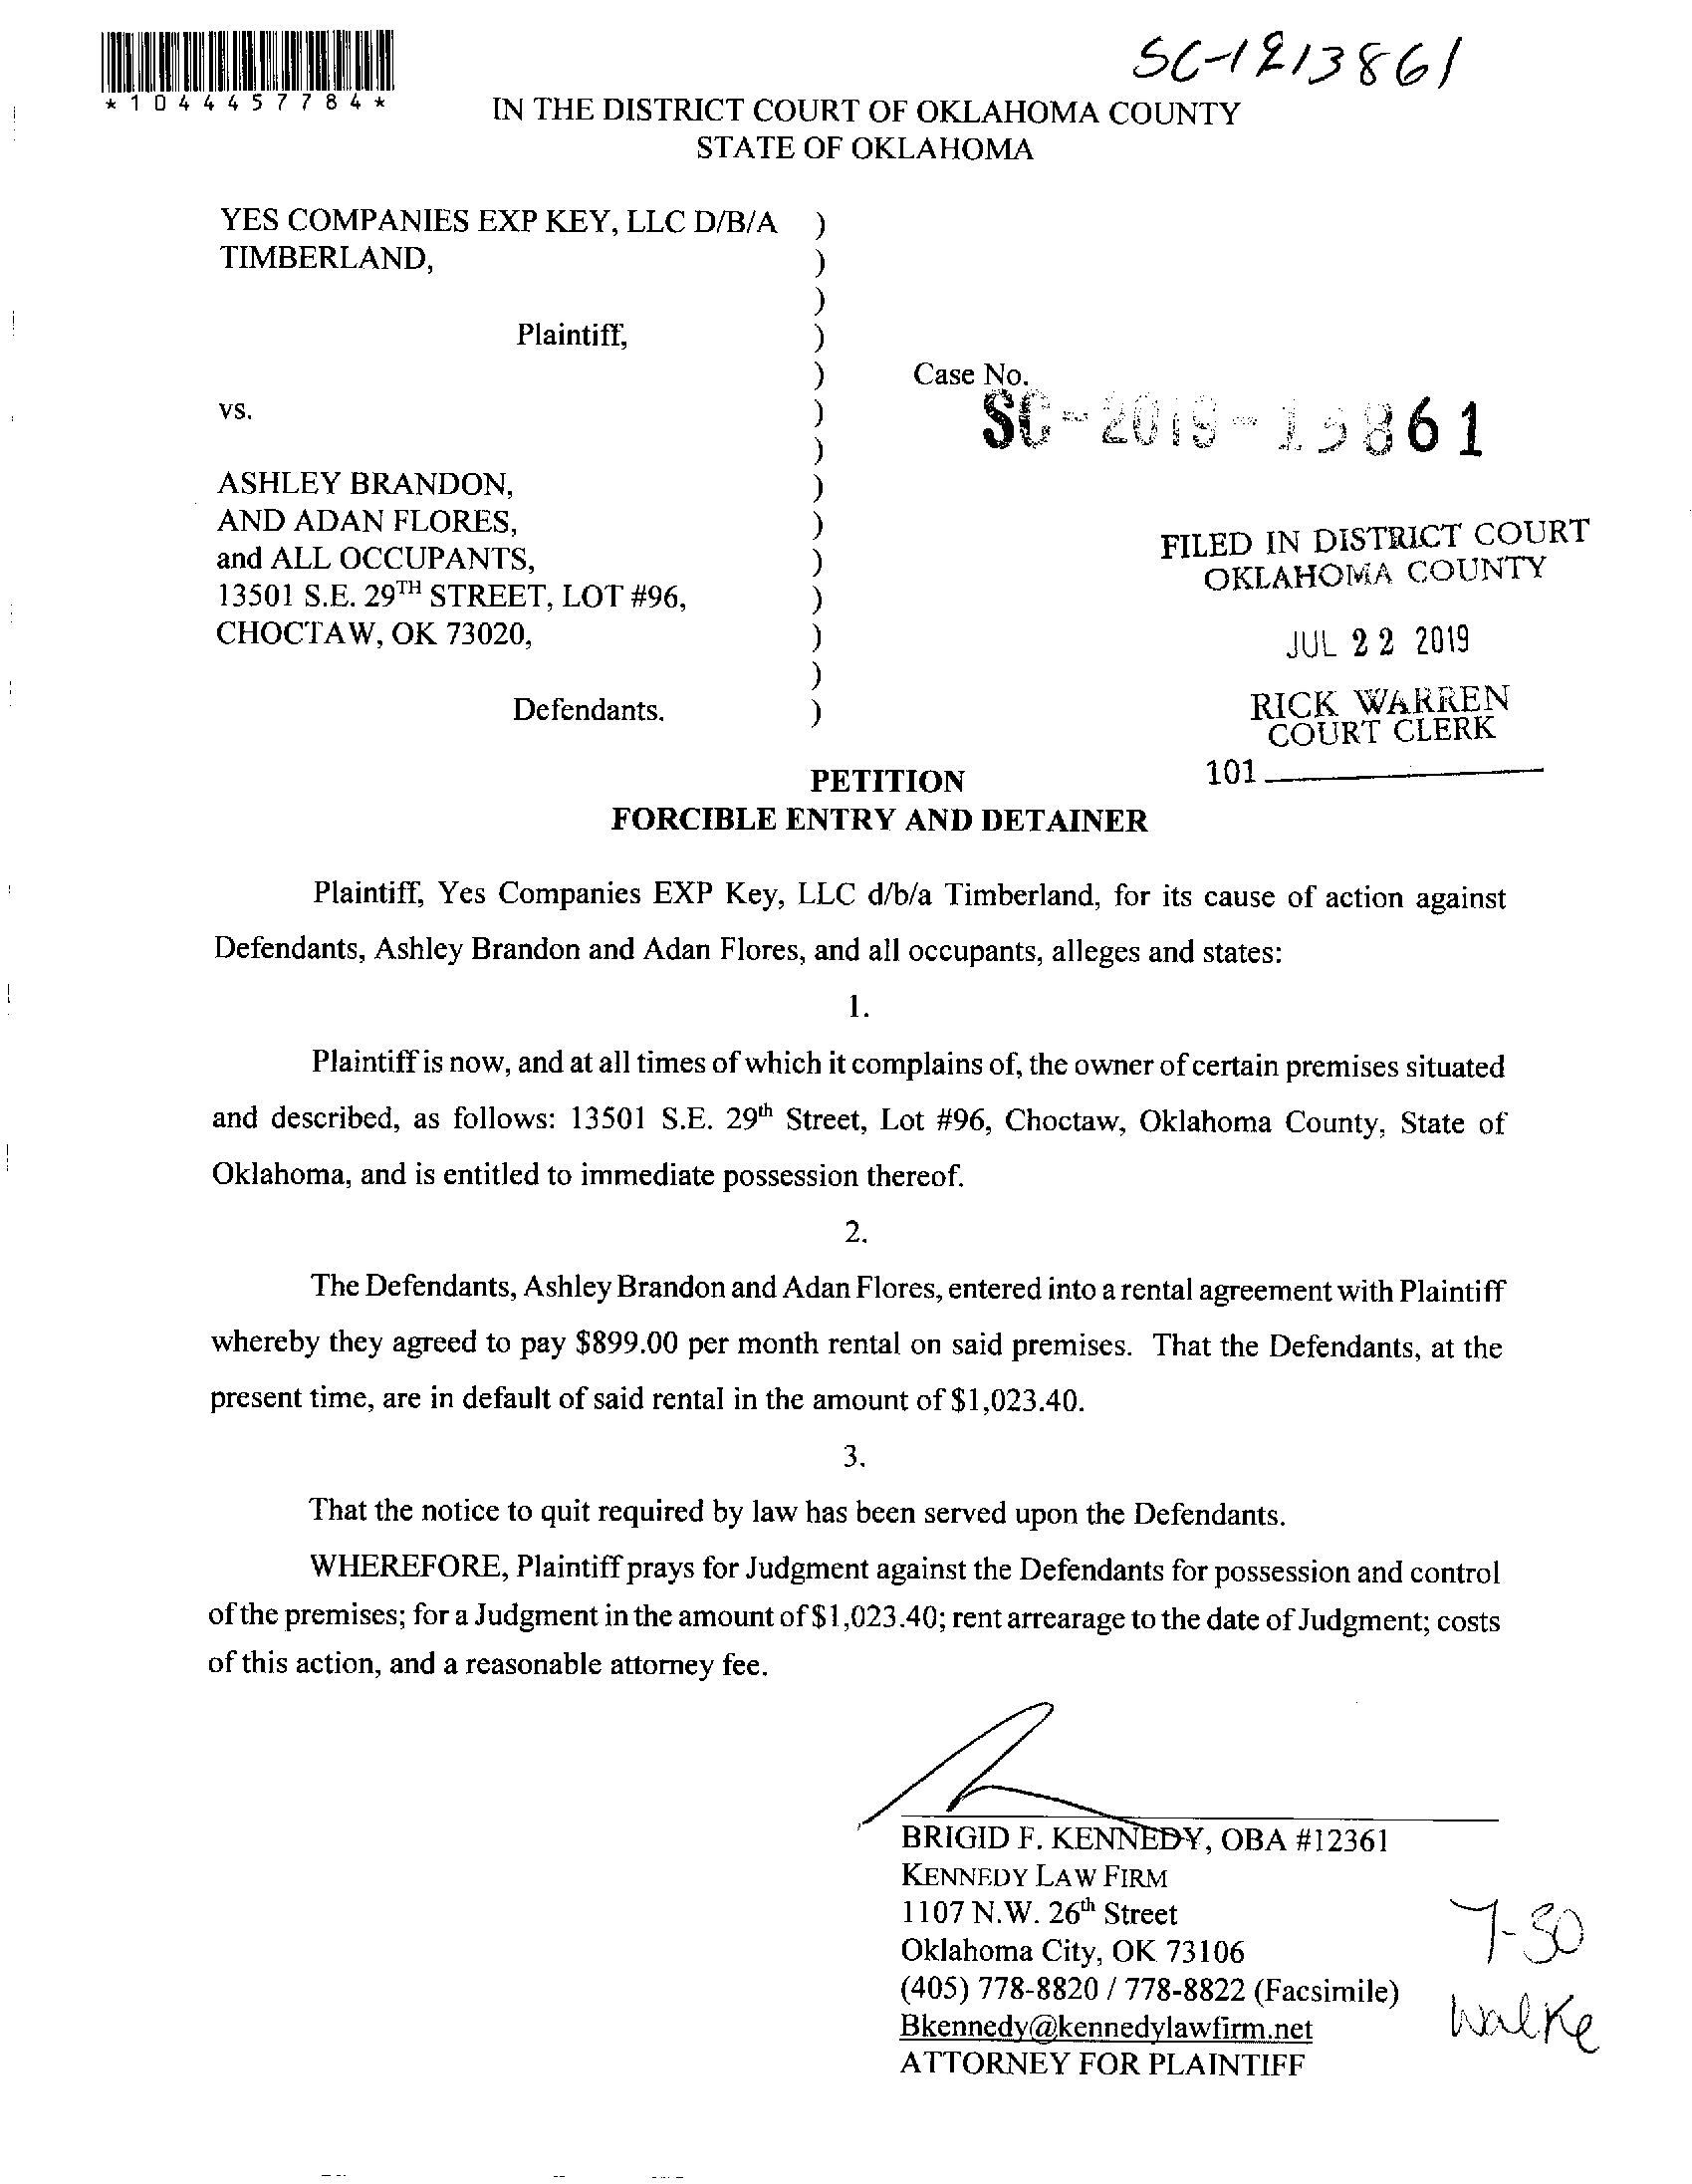 SC-1913861
*1044457784*
IN THE DISTRICT COURT OF OKLAHOMA COUNTY
STATE OF OKLAHOMA
YES COMPANIES EXP KEY, LLC D/B/A )
TIMBERLAND, )
)
Plaintiff, )
) Case No.
vs. )
SC-2019-13861
)
ASHLEY BRANDON, )
AND ADAN FLORES, )
and ALL OCCUPANTS, )
13501 S.E. 29TH STREET, LOT #96, )
CHOCTAW, OK 73020, )
)
Defendants. )
FILED IN DISTRICT COURT
OKLAHOMA COUNTY
JUL 22 2019
RICK WARREN
COURT CLERK
101
PETITION
FORCIBLE ENTRY AND DETAINER
Plaintiff, Yes Companies EXP Key, LLC d/b/a Timberland, for its cause of action against
Defendants, Ashley Brandon and Adan Flores, and all occupants, alleges and states:
1.
Plaintiff is now, and at all times of which it complains of, the owner of certain premises situated
and described, as follows: 13501 S.E. 29th Street, Lot #96, Choctaw, Oklahoma County, State of
Oklahoma, and is entitled to immediate possession thereof.
2.
The Defendants, Ashley Brandon and Adan Flores, entered into a rental agreement with Plaintiff
whereby they agreed to pay $899.00 per month rental on said premises. That the Defendants, at the
present time, are in default of said rental in the amount of $1,023.40.
3.
That the notice to quit required by law has been served upon the Defendants.
WHEREFORE, Plaintiff prays for Judgment against the Defendants for possession and control
of the premises; for a Judgment in the amount of $1,023.40; rent arrearage to the date of Judgment; costs
of this action, and a reasonable attorney fee.
BRIGID F. KENNEDY, OBA #12361
KENNEDY LAW FIRM
1107 N.W. 26th Street
Oklahoma City, OK 73106
(405) 778-8820 / 778-8822 (Facsimile)
Bkennedy@kennedylawfirm.net
ATTORNEY FOR PLAINTIFF
7-30
Walke